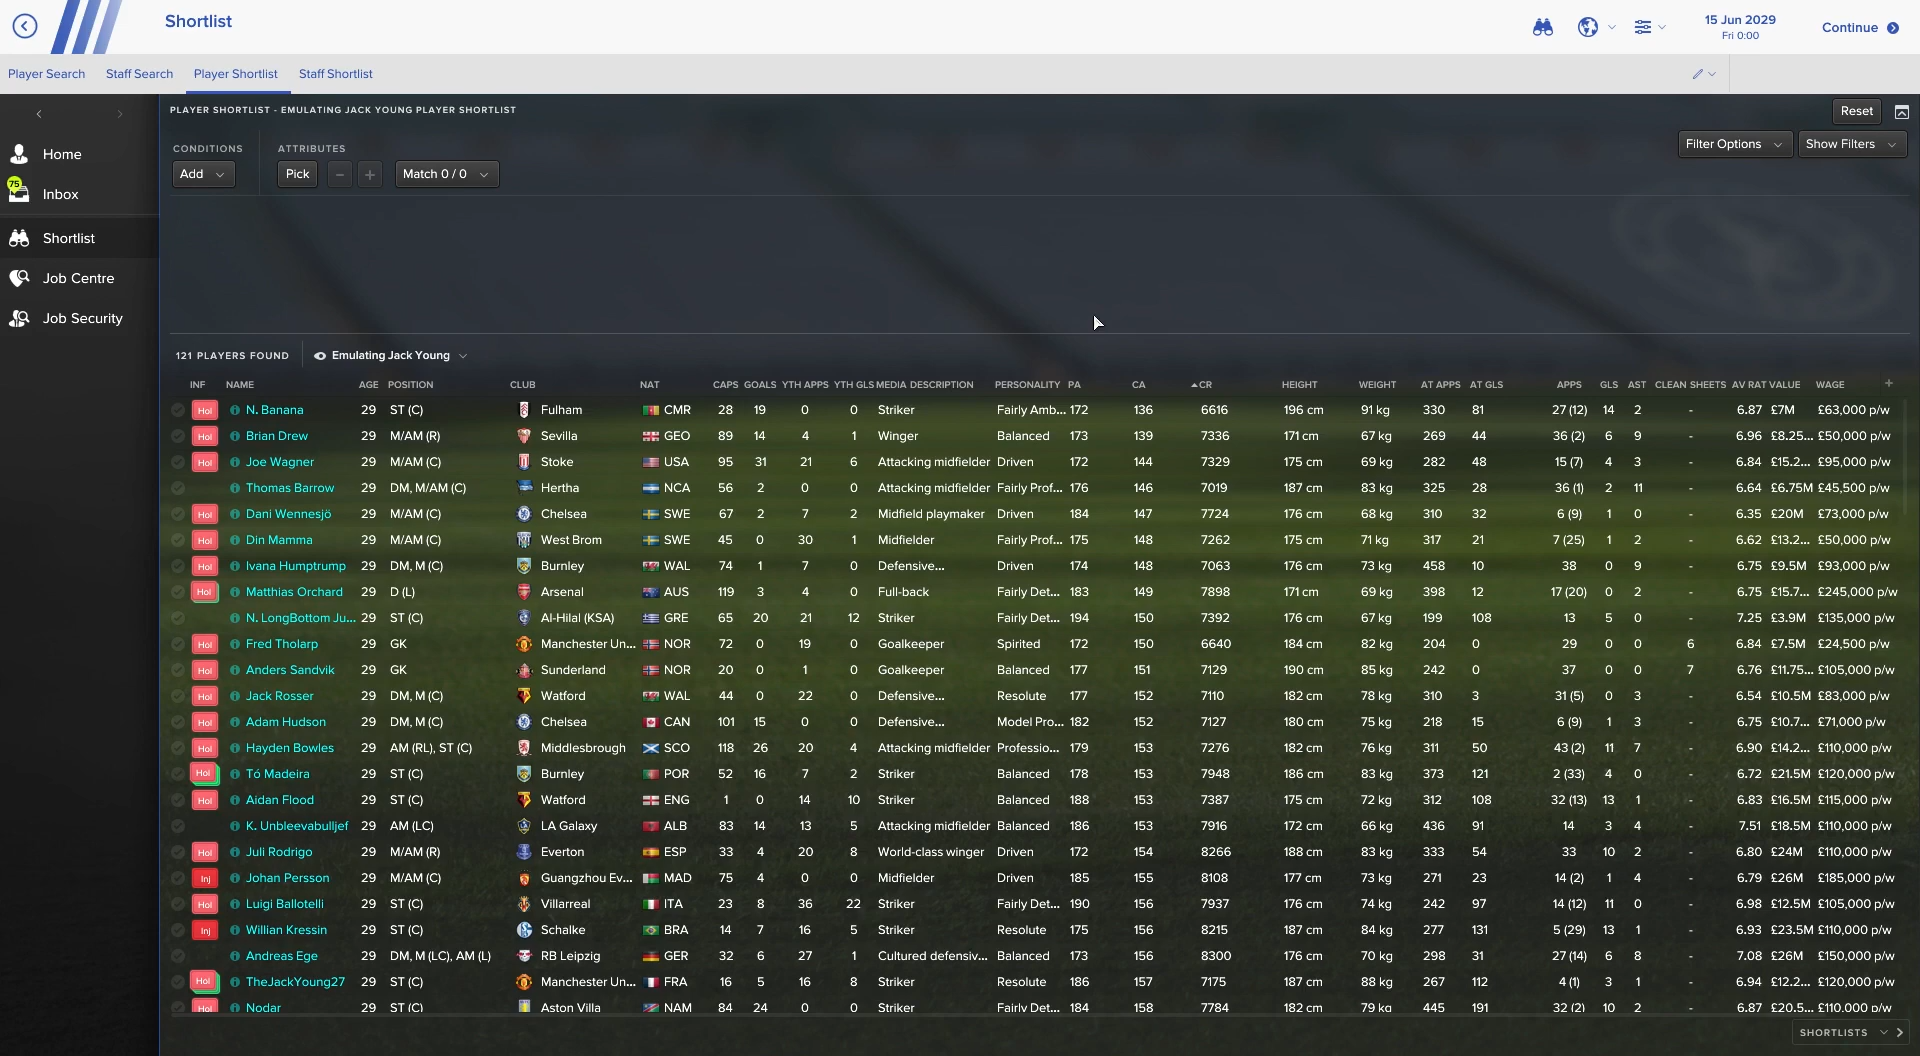 Shortlist
15 Jun 2029
Fri 0:00
Continue
Player Search Staff Search Player Shortlist Staff Shortlist
PLAYER SHORTLIST - EMULATING JACK YOUNG PLAYER SHORTLIST
Reset
CONDITIONS ATTRIBUTES
Filter Options Show Filters
Add Pick Match 0 / 0
Home
75
Inbox
Shortlist
Job Centre
Job Security
121 PLAYERS FOUND Emulating Jack Young
INF NAME AGE POSITION CLUB NAT CAPS GOALS YTH APPS YTH GLS MEDIA DESCRIPTION PERSONALITY PA CA CR HEIGHT WEIGHT AT APPS AT GLS APPS GLS AST CLEAN SHEETS AV RAT VALUE WAGE
Hol N. Banana 29 ST (C) Fulham CMR 28 19 0 0 Striker Fairly Amb... 172 136 6616 196 cm 91 kg 330 81 27 (12) 14 2 - 6.87 £7M £63,000 p/w
Hol Brian Drew 29 M/AM (R) Sevilla GEO 89 14 4 1 Winger Balanced 173 139 7336 171 cm 67 kg 269 44 36 (2) 6 9 - 6.96 £8.25... £50,000 p/w
Hol Joe Wagner 29 M/AM (C) Stoke USA 95 31 21 6 Attacking midfielder Driven 172 144 7329 175 cm 69 kg 282 48 15 (7) 4 3 - 6.84 £15.2... £95,000 p/w
Thomas Barrow 29 DM, M/AM (C) Hertha NCA 56 2 0 0 Attacking midfielder Fairly Prof... 176 146 7019 187 cm 83 kg 325 28 36 (1) 2 11 - 6.64 £6.75M £45,500 p/w
Hol Dani Wennesjö 29 M/AM (C) Chelsea SWE 67 2 7 2 Midfield playmaker Driven 184 147 7724 176 cm 68 kg 310 32 6 (9) 1 0 - 6.35 £20M £73,000 p/w
Hol Din Mamma 29 M/AM (C) West Brom SWE 45 0 30 1 Midfielder Fairly Prof... 175 148 7262 175 cm 71 kg 317 21 7 (25) 1 2 - 6.62 £13.2... £50,000 p/w
Hol Ivana Humptrump 29 DM, M (C) Burnley WAL 74 1 7 0 Defensive... Driven 174 148 7063 176 cm 73 kg 458 10 38 0 9 - 6.75 £9.5M £93,000 p/w
Hol Matthias Orchard 29 D (L) Arsenal AUS 119 3 4 0 Full-back Fairly Det... 183 149 7898 171 cm 69 kg 398 12 17 (20) 0 2 - 6.75 £15.7... £245,000 p/w
N. LongBottom Ju... 29 ST (C) Al-Hilal (KSA) GRE 65 20 21 12 Striker Fairly Det... 194 150 7392 176 cm 67 kg 199 108 13 5 0 - 7.25 £3.9M £135,000 p/w
Hol Fred Tholarp 29 GK Manchester Un... NOR 72 0 19 0 Goalkeeper Spirited 172 150 6640 184 cm 82 kg 204 0 29 0 0 6 6.84 £7.5M £24,500 p/w
Hol Anders Sandvik 29 GK Sunderland NOR 20 0 1 0 Goalkeeper Balanced 177 151 7129 190 cm 85 kg 242 0 37 0 0 7 6.76 £11.75... £105,000 p/w
Hol Jack Rosser 29 DM, M (C) Watford WAL 44 0 22 0 Defensive... Resolute 177 152 7110 182 cm 78 kg 310 3 31 (5) 0 3 - 6.54 £10.5M £83,000 p/w
Hol Adam Hudson 29 DM, M (C) Chelsea CAN 101 15 0 0 Defensive... Model Pro... 182 152 7127 180 cm 75 kg 218 15 6 (9) 1 3 - 6.75 £10.7... £71,000 p/w
Hol Hayden Bowles 29 AM (RL), ST (C) Middlesbrough SCO 118 26 20 4 Attacking midfielder Professio... 179 153 7276 182 cm 76 kg 311 50 43 (2) 11 7 - 6.90 £14.2... £110,000 p/w
Hol Tó Madeira 29 ST (C) Burnley POR 52 16 7 2 Striker Balanced 178 153 7948 186 cm 83 kg 373 121 2 (33) 4 0 - 6.72 £21.5M £120,000 p/w
Hol Aidan Flood 29 ST (C) Watford ENG 1 0 14 10 Striker Balanced 188 153 7387 175 cm 72 kg 312 108 32 (13) 13 1 - 6.83 £16.5M £115,000 p/w
K. Unbleevabulljef 29 AM (LC) LA Galaxy ALB 83 14 13 5 Attacking midfielder Balanced 186 153 7916 172 cm 66 kg 436 91 14 3 4 - 7.51 £18.5M £110,000 p/w
Hol Juli Rodrigo 29 M/AM (R) Everton ESP 33 4 20 8 World-class winger Driven 172 154 8266 188 cm 83 kg 333 54 33 10 2 - 6.80 £24M £110,000 p/w
Inj Johan Persson 29 M/AM (C) Guangzhou Ev... MAD 75 4 0 0 Midfielder Driven 185 155 8108 177 cm 73 kg 271 23 14 (2) 1 4 - 6.79 £26M £185,000 p/w
Hol Luigi Ballotelli 29 ST (C) Villarreal ITA 23 8 36 22 Striker Fairly Det... 190 156 7937 176 cm 74 kg 242 97 14 (12) 11 0 - 6.98 £12.5M £105,000 p/w
Inj Willian Kressin 29 ST (C) Schalke BRA 14 7 16 5 Striker Resolute 175 156 8215 187 cm 84 kg 277 131 5 (29) 13 1 - 6.93 £23.5M £110,000 p/w
Andreas Ege 29 DM, M (LC), AM (L) RB Leipzig GER 32 6 27 1 Cultured defensiv... Balanced 173 156 8300 176 cm 70 kg 298 31 27 (14) 6 8 - 7.08 £26M £150,000 p/w
Hol TheJackYoung27 29 ST (C) Manchester Un... FRA 16 5 16 8 Striker Resolute 186 157 7175 187 cm 88 kg 267 112 4 (1) 3 1 - 6.94 £12.2... £120,000 p/w
Hol Nodar 29 ST (C) Aston Villa NAM 84 24 0 0 Striker Fairly Det... 184 158 7784 182 cm 79 kg 445 191 32 (2) 10 2 - 6.87 £20.5... £110,000 p/w
SHORTLISTS